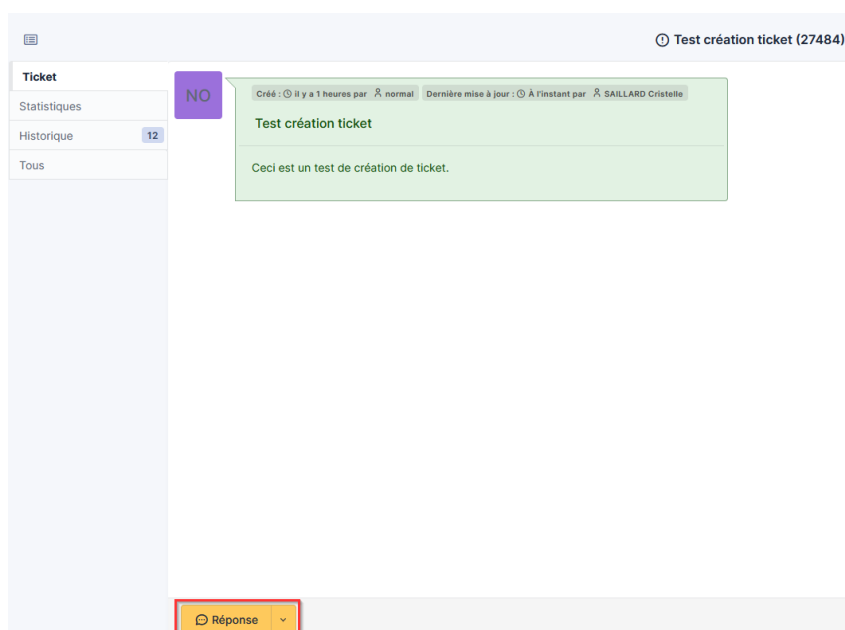 Test création ticket (27484)
Ticket
Statistiques
Historique 12
Tous
NO
Créé : il y a 1 heures par normal Dernière mise à jour : À l'instant par SAILLARD Cristelle
Test création ticket
Ceci est un test de création de ticket.
Réponse